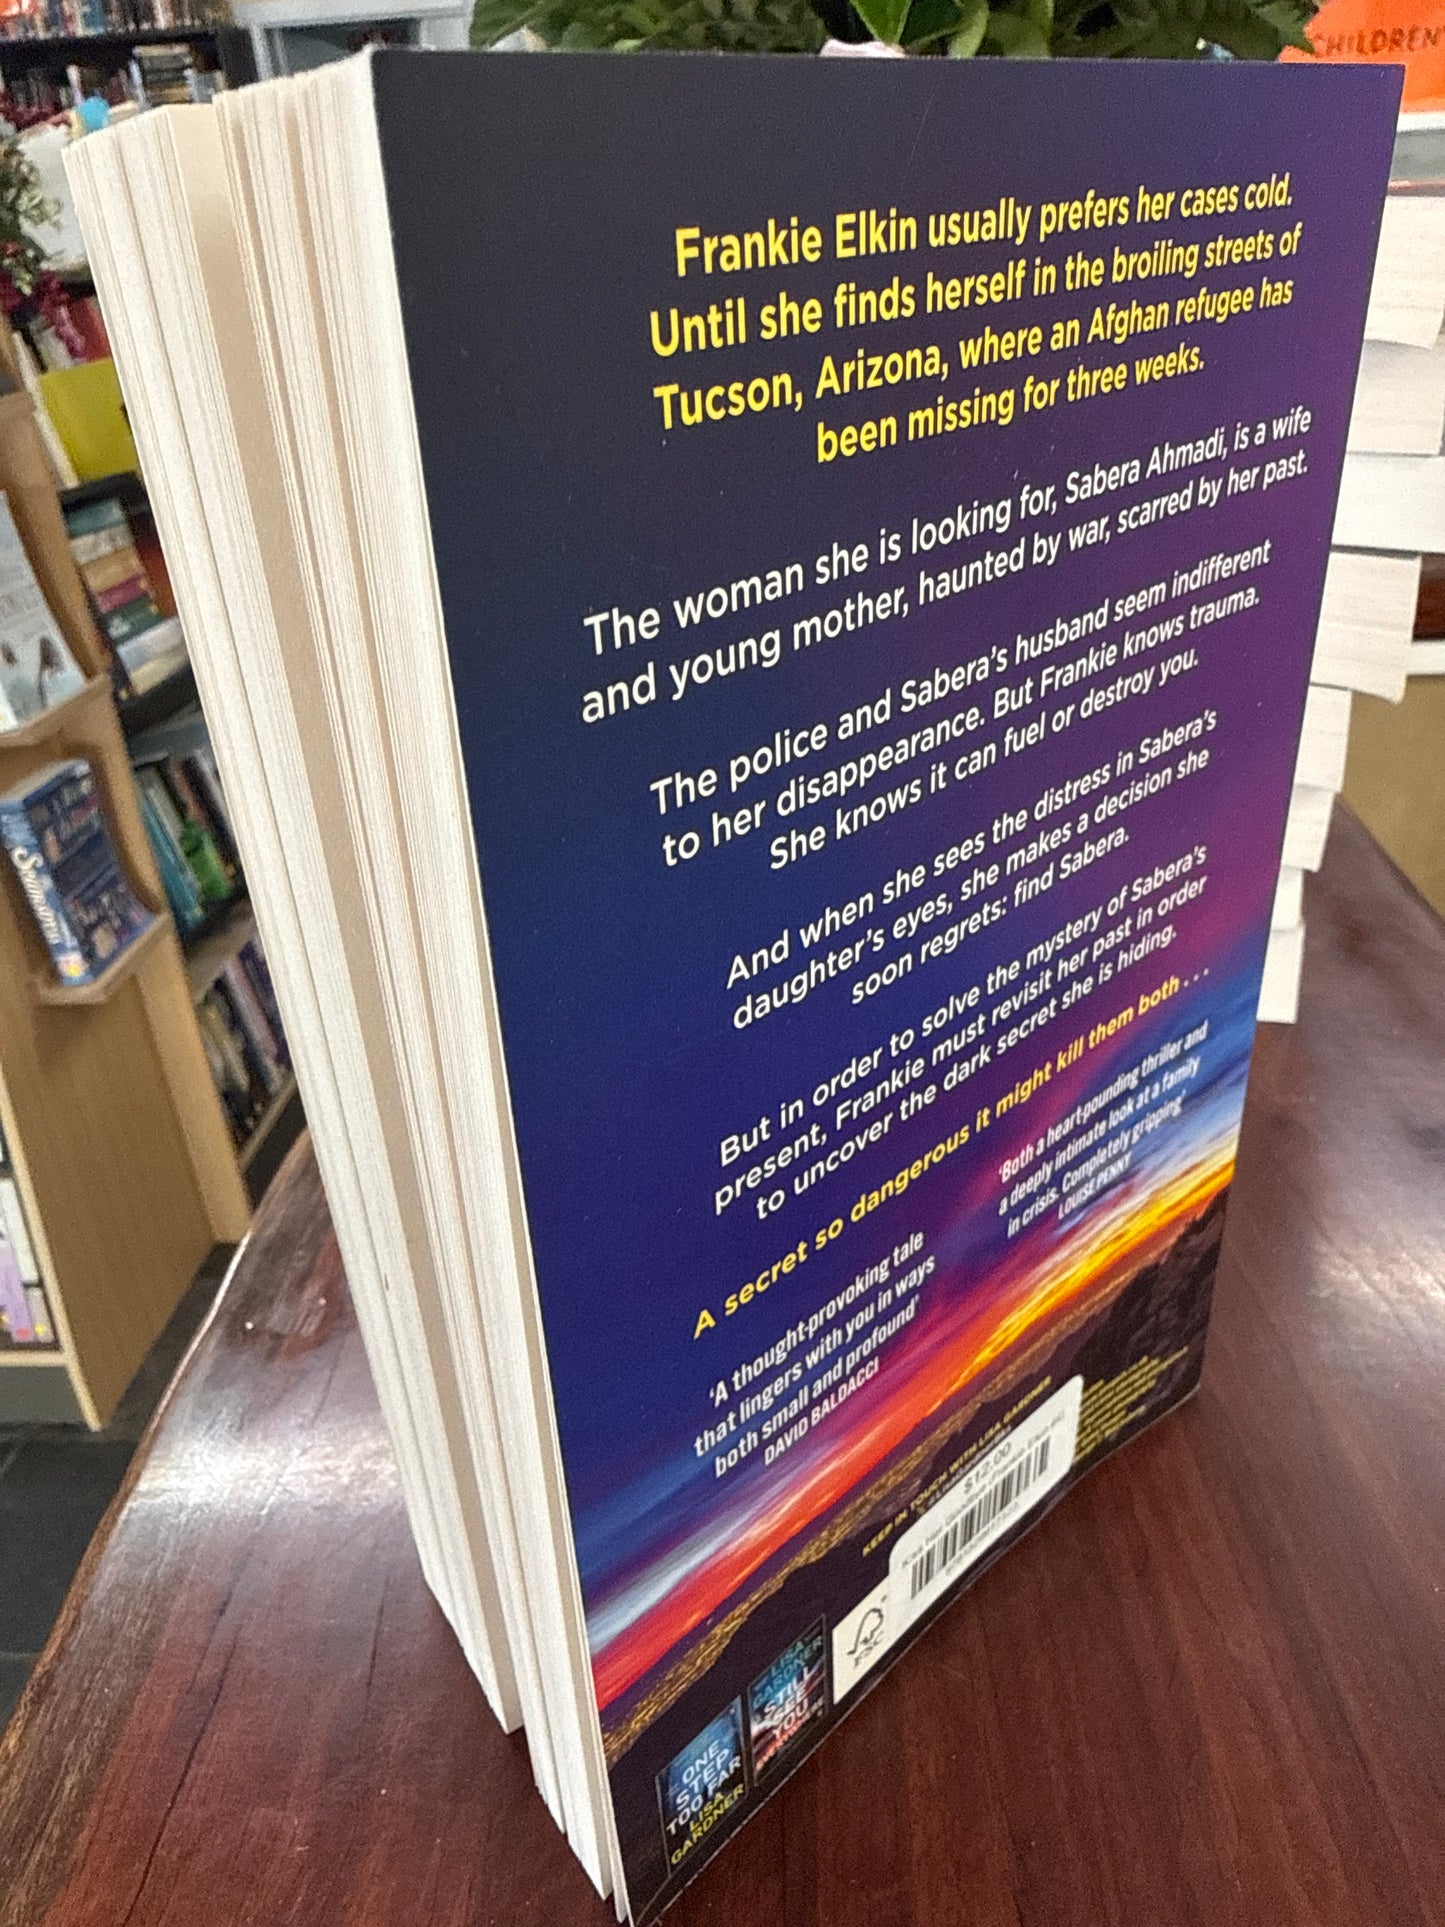 CHILDREN'
Frankie Elkin usually prefers her cases cold.
Until she finds herself in the broiling streets of
Tucson, Arizona, where an Afghan refugee has
been missing for three weeks.
The woman she is looking for, Sabera Ahmadi, is a wife
and young mother, haunted by war, scarred by her past.
The police and Sabera's husband seem indifferent
to her disappearance. But Frankie knows trauma.
She knows it can fuel or destroy you.
And when she sees the distress in Sabera's
daughter's eyes, she makes a decision she
soon regrets: find Sabera.
But in order to solve the mystery of Sabera's
present, Frankie must revisit her past in order
to uncover the dark secret she is hiding.
A secret so dangerous it might kill them both . . .
'Both a heart-pounding thriller and
a deeply intimate look at a family
in crisis. Completely gripping'
LOUISE PENNY
'A thought-provoking tale
that lingers with you in ways
both small and profound'
DAVID BALDACCI
KEEP IN TOUCH WITH LISA GARDNER
$12.00
FSC
LISA
GARDNER
STILL
SEE
YOU
ONE
STEP
TOO FAR
LISA
GARDNER